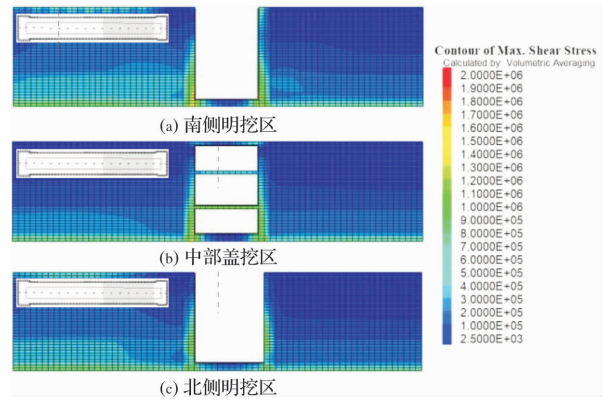 (a) 南侧明挖区
(b) 中部盖挖区
(c) 北侧明挖区
Contour of Max. Shear Stress
Calculated by: Volumetric Averaging
2.0000E+06
1.9000E+06
1.8000E+06
1.7000E+06
1.6000E+06
1.5000E+06
1.4000E+06
1.3000E+06
1.2000E+06
1.1000E+06
1.0000E+06
9.0000E+05
8.0000E+05
7.0000E+05
6.0000E+05
5.0000E+05
4.0000E+05
3.0000E+05
2.0000E+05
1.0000E+05
2.5000E+03